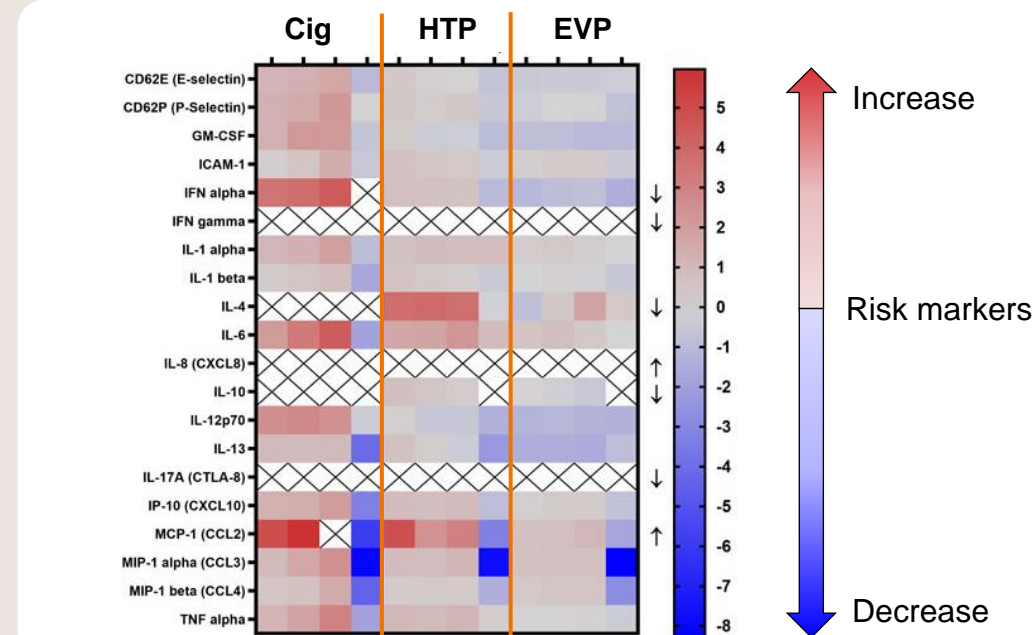 Cig HTP EVP
CD62E (E-selectin)
CD62P (P-Selectin)
GM-CSF
ICAM-1
IFN alpha ↓
IFN gamma ↓
IL-1 alpha
IL-1 beta
IL-4 ↓
IL-6
IL-8 (CXCL8) ↑
IL-10 ↓
IL-12p70
IL-13
IL-17A (CTLA-8) ↓
IP-10 (CXCL10)
MCP-1 (CCL2) ↑
MIP-1 alpha (CCL3)
MIP-1 beta (CCL4)
TNF alpha
5
4
3
2
1
0
-1
-2
-3
-4
-5
-6
-7
-8
Increase
Risk markers
Decrease